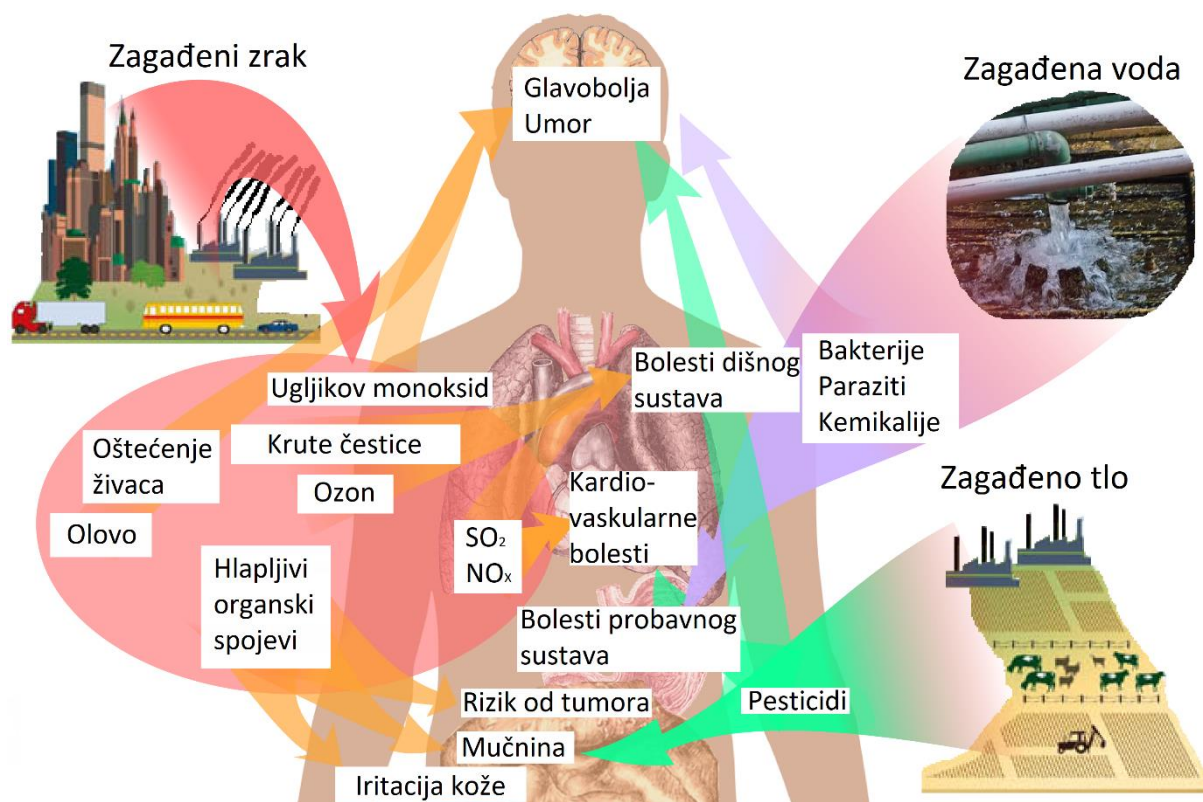 Zagađeni zrak
Glavobolja
Umor
Zagađena voda
Ugljikov monoksid
Bolesti dišnog
sustava
Bakterije
Paraziti
Kemikalije
Oštećenje
živaca
Krute čestice
Ozon
Olovo
Kardio-
vaskularne
bolesti
Zagađeno tlo
SO₂
NOₓ
Hlapljivi
organski
spojevi
Bolesti probavnog
sustava
Rizik od tumora
Pesticidi
Mučnina
Iritacija kože